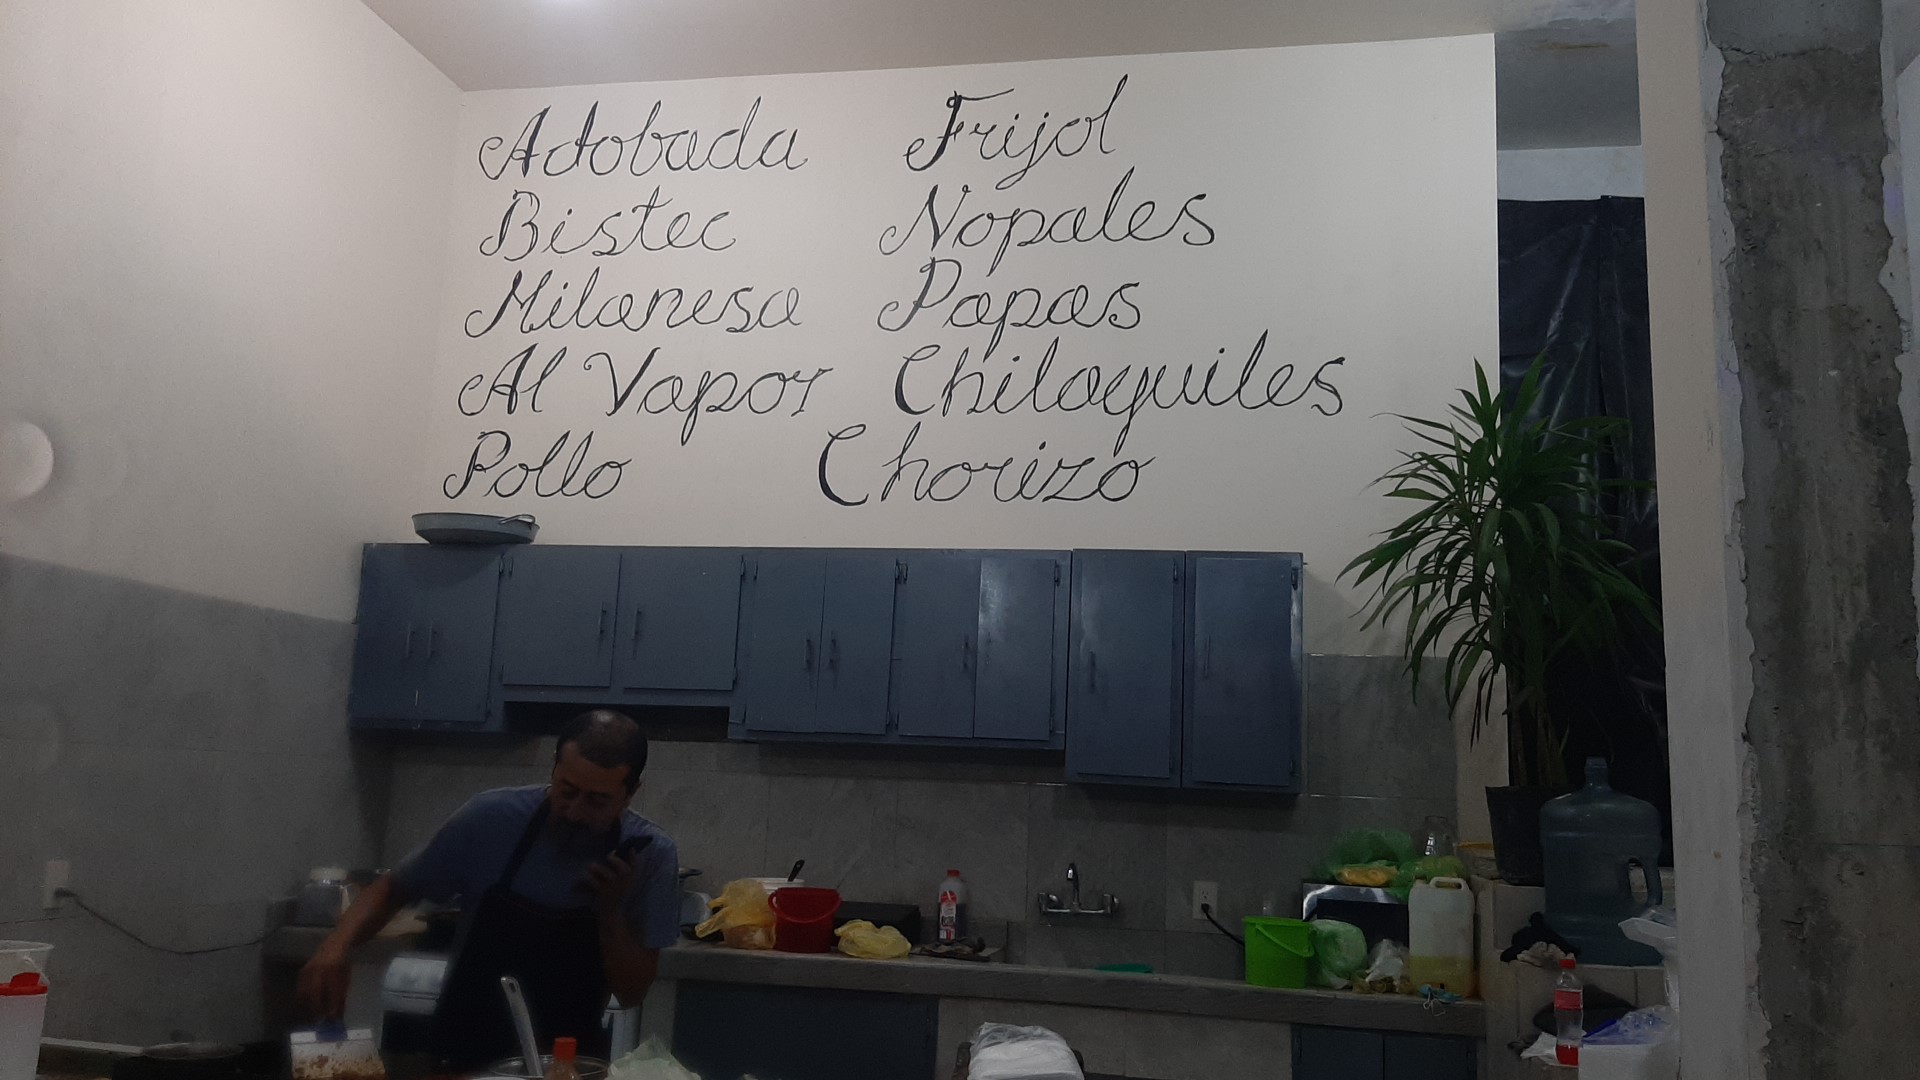 Adobada Frijol
Bistec Nopales
Milanesa Papas
Al Vapor Chilaquiles
Pollo Chorizo